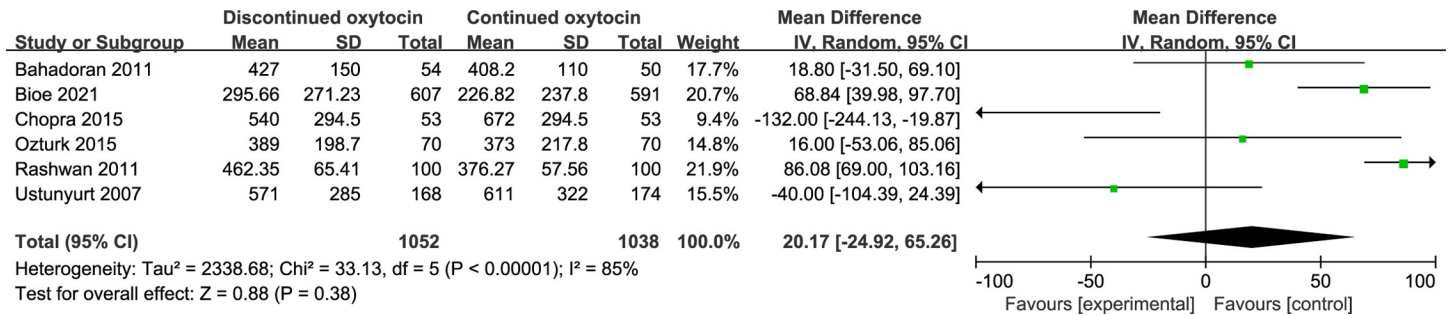 Discontinued oxytocin Continued oxytocin Mean Difference Mean Difference
Study or Subgroup Mean SD Total Mean SD Total Weight IV, Random, 95% CI IV, Random, 95% CI
Bahadoran 2011 427 150 54 408.2 110 50 17.7% 18.80 [-31.50, 69.10]
Bioe 2021 295.66 271.23 607 226.82 237.8 591 20.7% 68.84 [39.98, 97.70]
Chopra 2015 540 294.5 53 672 294.5 53 9.4% -132.00 [-244.13, -19.87]
Ozturk 2015 389 198.7 70 373 217.8 70 14.8% 16.00 [-53.06, 85.06]
Rashwan 2011 462.35 65.41 100 376.27 57.56 100 21.9% 86.08 [69.00, 103.16]
Ustunyurt 2007 571 285 168 611 322 174 15.5% -40.00 [-104.39, 24.39]
Total (95% CI) 1052 1038 100.0% 20.17 [-24.92, 65.26]
Heterogeneity: Tau² = 2338.68; Chi² = 33.13, df = 5 (P < 0.00001); I² = 85%
Test for overall effect: Z = 0.88 (P = 0.38)
-100 -50 0 50 100
Favours [experimental] Favours [control]